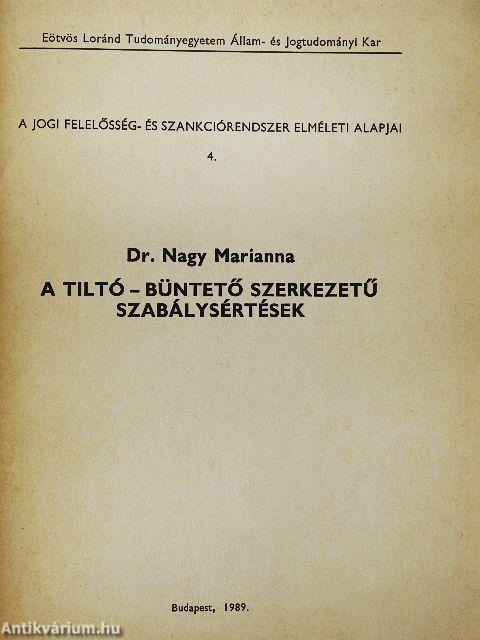 Eötvös Loránd Tudományegyetem Állam- és Jogtudományi Kar
A JOGI FELELŐSSÉG- ÉS SZANKCIÓRENDSZER ELMÉLETI ALAPJAI
4.
Dr. Nagy Marianna
A TILTÓ – BÜNTETŐ SZERKEZETŰ
SZABÁLYSÉRTÉSEK
Budapest, 1989.
Antikvárium.hu